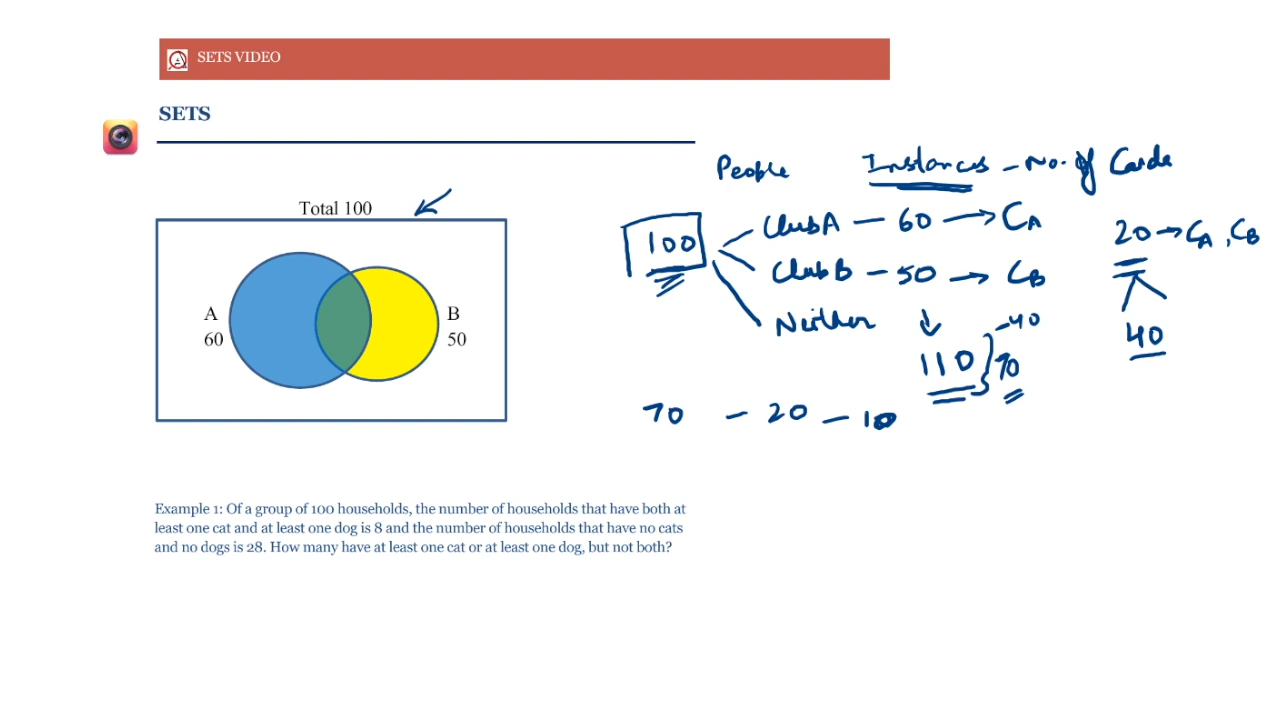 SETS VIDEO
SETS
Total 100
A
60
B
50
Example 1: Of a group of 100 households, the number of households that have both at
least one cat and at least one dog is 8 and the number of households that have no cats
and no dogs is 28. How many have at least one cat or at least one dog, but not both?
People Instances - No. of Cards
100
Club A - 60 → CA
Club B - 50 → CB
Neither
110
-40
70
20 → CA, CB
40
70 - 20 - 10